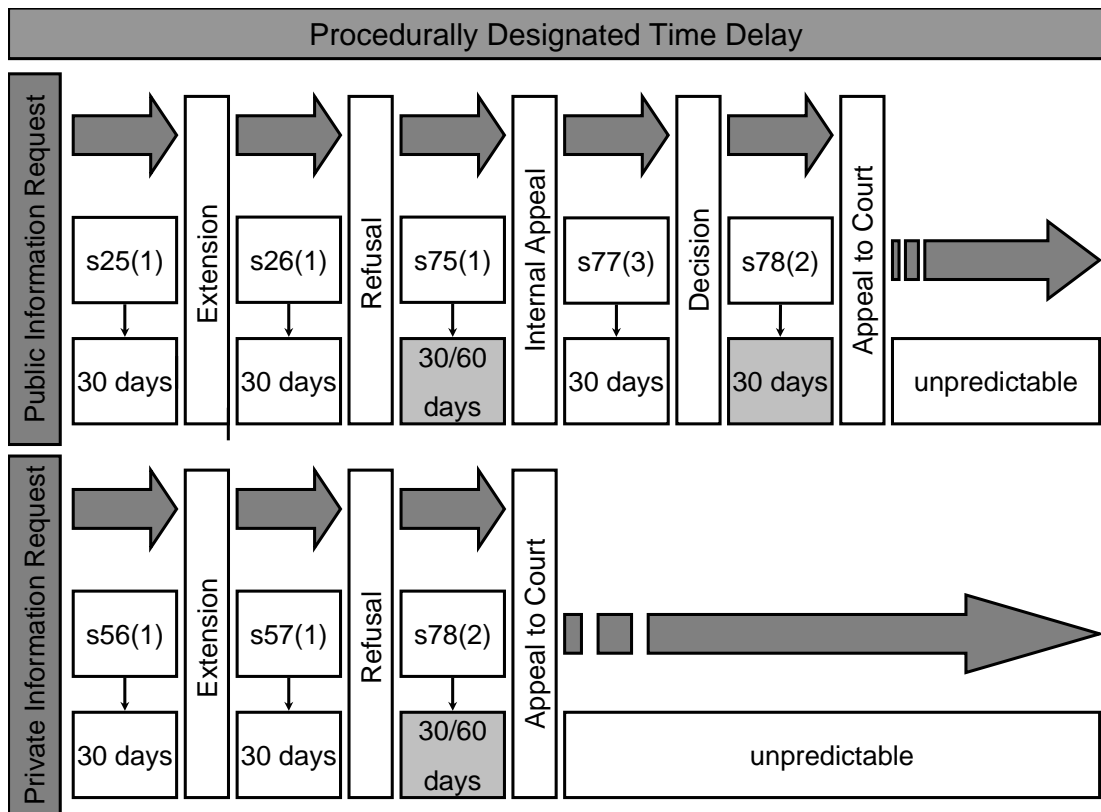 Procedurally Designated Time Delay
Public Information Request
Extension
Refusal
Internal Appeal
Decision
Appeal to Court
s25(1)
s26(1)
s75(1)
s77(3)
s78(2)
30 days
30 days
30/60
days
30 days
30 days
unpredictable
Private Information Request
Extension
Refusal
Appeal to Court
s56(1)
s57(1)
s78(2)
30 days
30 days
30/60
days
unpredictable